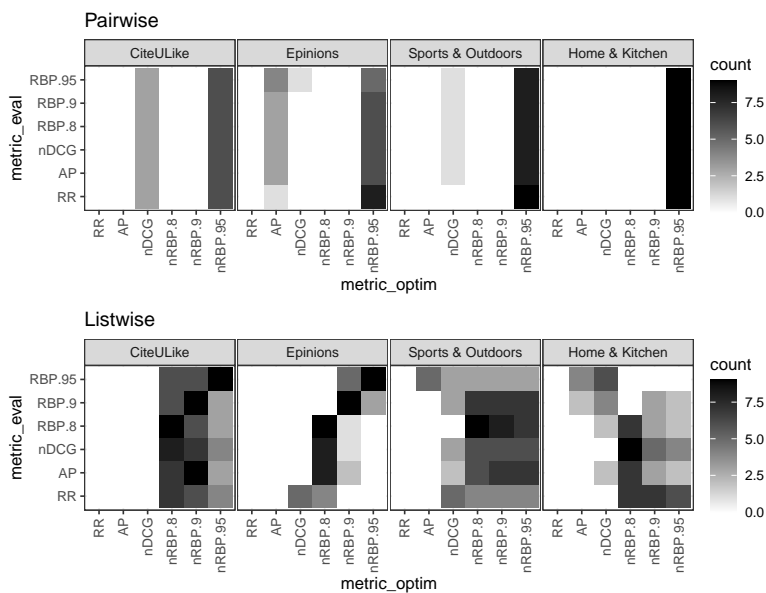 Pairwise
CiteULike Epinions Sports & Outdoors Home & Kitchen
metric_eval
RBP.95
RBP.9
RBP.8
nDCG
AP
RR
RR AP nDCG nRBP.8 nRBP.9 nRBP.95 RR AP nDCG nRBP.8 nRBP.9 nRBP.95 RR AP nDCG nRBP.8 nRBP.9 nRBP.95 RR AP nDCG nRBP.8 nRBP.9 nRBP.95
metric_optim
count
7.5
5.0
2.5
0.0
Listwise
CiteULike Epinions Sports & Outdoors Home & Kitchen
metric_eval
RBP.95
RBP.9
RBP.8
nDCG
AP
RR
RR AP nDCG nRBP.8 nRBP.9 nRBP.95 RR AP nDCG nRBP.8 nRBP.9 nRBP.95 RR AP nDCG nRBP.8 nRBP.9 nRBP.95 RR AP nDCG nRBP.8 nRBP.9 nRBP.95
metric_optim
count
7.5
5.0
2.5
0.0